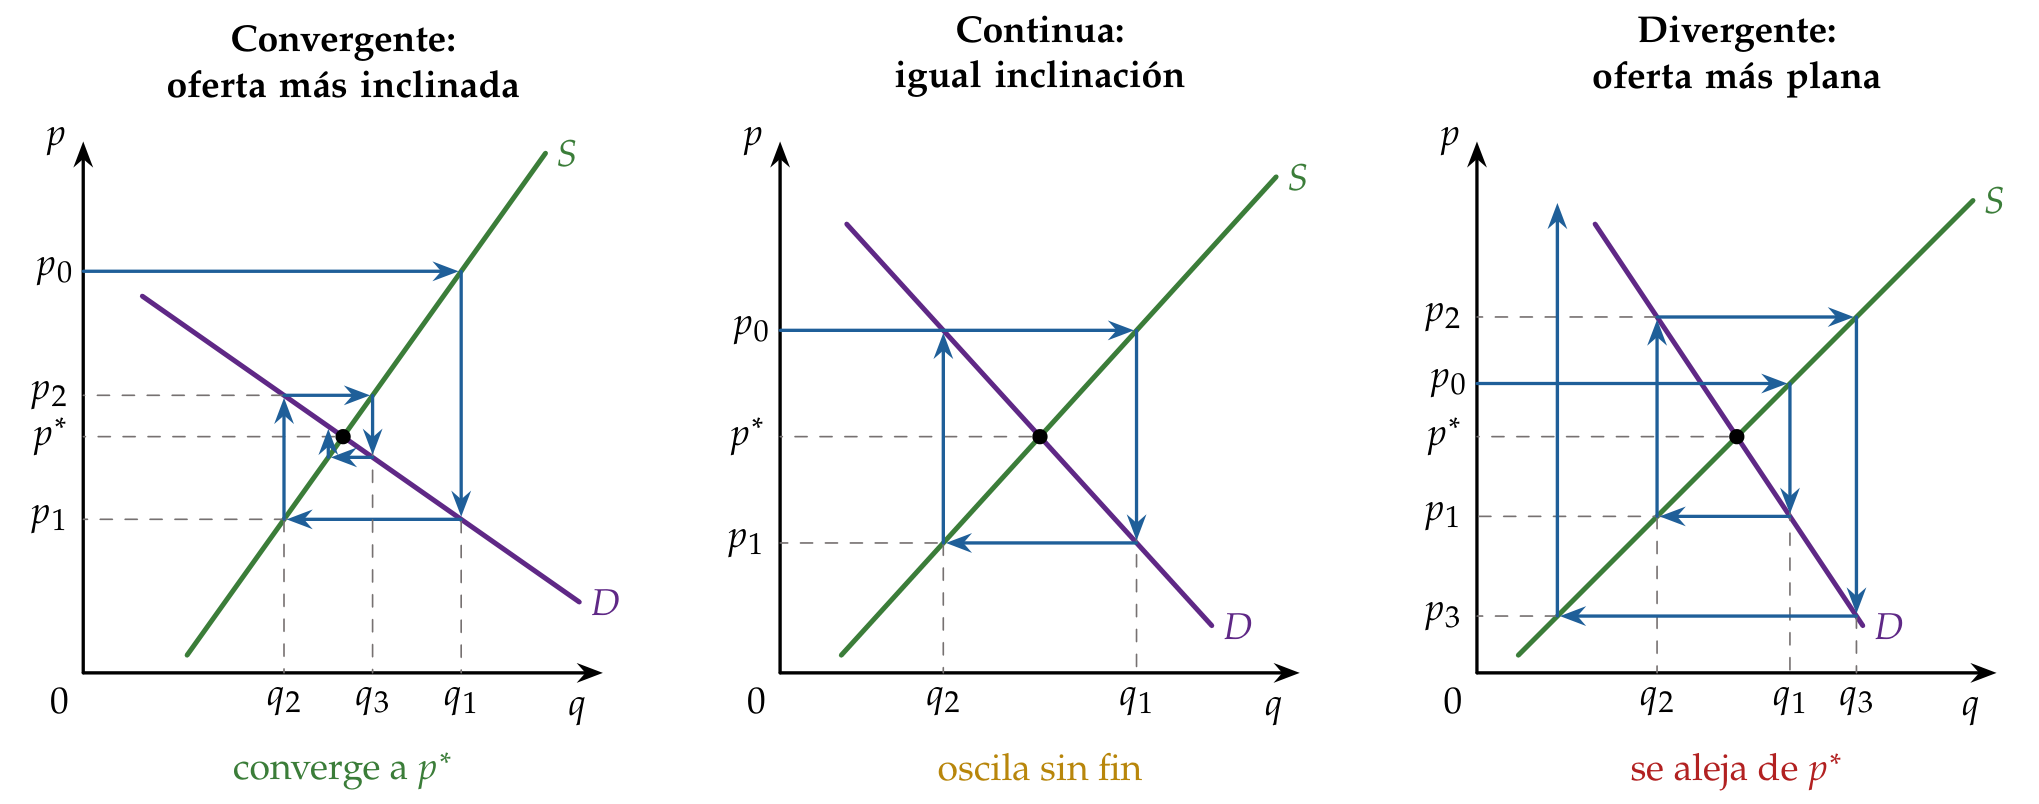 Convergente:
oferta más inclinada
p
S
p0
p2
p*
p1
D
0
q2
q3
q1
q
converge a p*
Continua:
igual inclinación
p
S
p0
p*
p1
D
0
q2
q1
q
oscila sin fin
Divergente:
oferta más plana
p
S
p2
p0
p*
p1
p3
D
0
q2
q1
q3
q
se aleja de p*